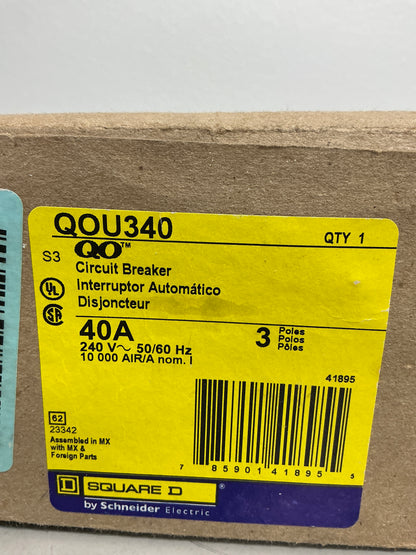 QOU340
QTY 1
S3
QO™
Circuit Breaker
Interruptor Automático
Disjoncteur
UL
40A
240 V~ 50/60 Hz
10 000 AIR/A nom. I
3 Poles
Polos
Pôles
41895
62
23342
Assembled in MX
with MX &
Foreign Parts
7 85901 41895 5
D SQUARE D ®
by Schneider Electric